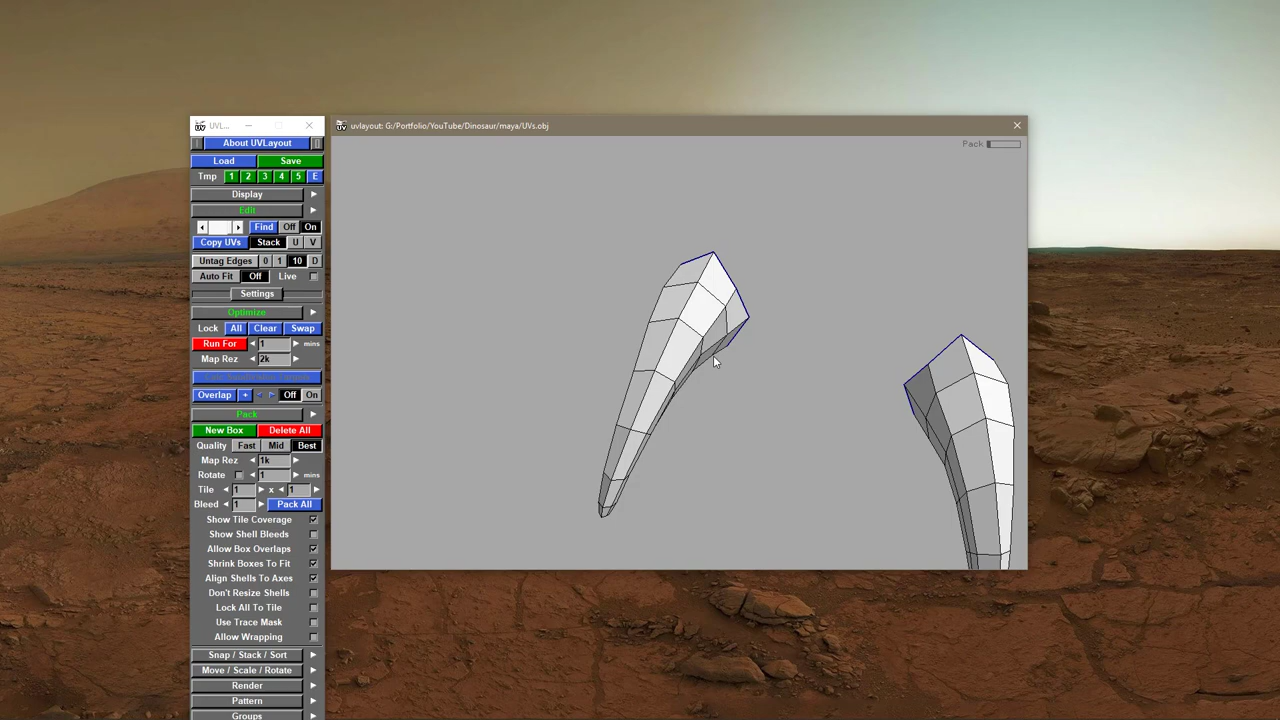 UVL...
uvlayout: G:/Portfolio/YouTube/Dinosaur/maya/UVs.obj
About UVLayout
Pack
Load Save
Tmp 1 2 3 4 5 E
Display
Edit
Find Off On
Copy UVs Stack U V
Untag Edges 0 1 10 D
Auto Fit Off Live
Settings
Optimize
Lock All Clear Swap
Run For 1 mins
Map Rez 2k
Overlap + Off On
Pack
New Box Delete All
Quality Fast Mid Best
Map Rez 1k
Rotate 1 mins
Tile 1 x 1
Bleed 1 Pack All
Show Tile Coverage
Show Shell Bleeds
Allow Box Overlaps
Shrink Boxes To Fit
Align Shells To Axes
Don't Resize Shells
Lock All To Tile
Use Trace Mask
Allow Wrapping
Snap / Stack / Sort
Move / Scale / Rotate
Render
Pattern
Groups